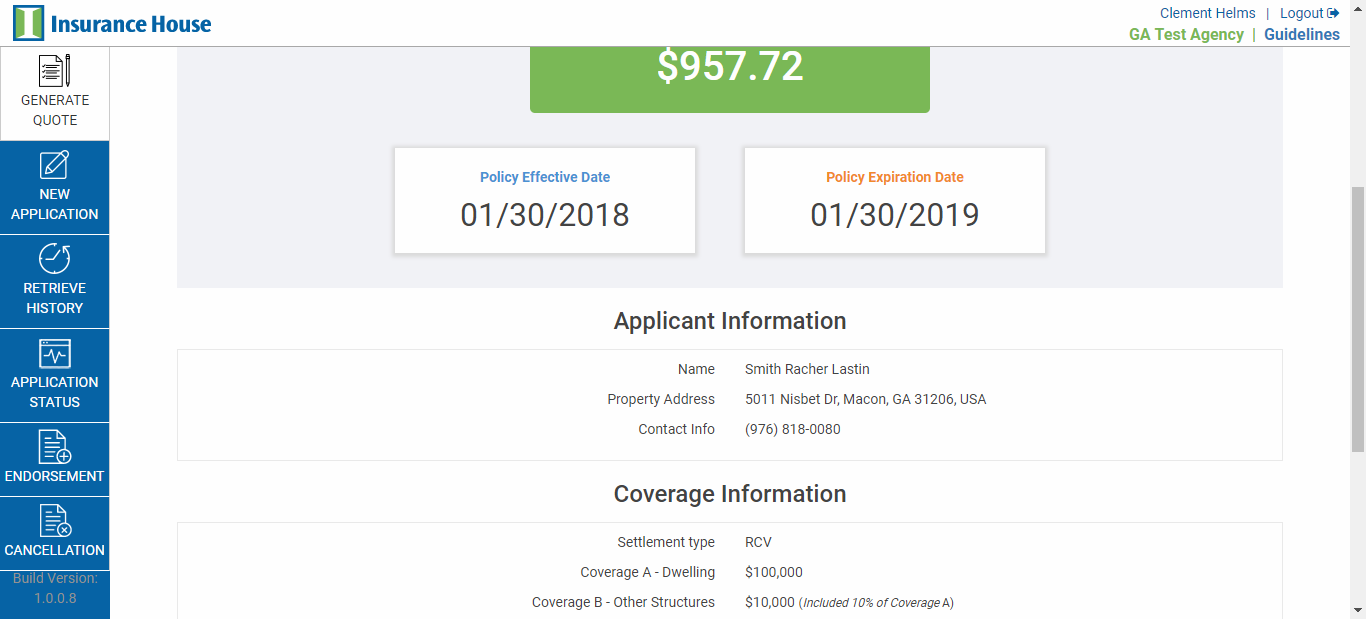 Insurance House
Clement Helms | Logout
GA Test Agency | Guidelines
GENERATE
QUOTE
NEW
APPLICATION
RETRIEVE
HISTORY
APPLICATION
STATUS
ENDORSEMENT
CANCELLATION
Build Version:
1.0.0.8
$957.72
Policy Effective Date
01/30/2018
Policy Expiration Date
01/30/2019
Applicant Information
Name Smith Racher Lastin
Property Address 5011 Nisbet Dr, Macon, GA 31206, USA
Contact Info (976) 818-0080
Coverage Information
Settlement type RCV
Coverage A - Dwelling $100,000
Coverage B - Other Structures $10,000 (Included 10% of Coverage A)